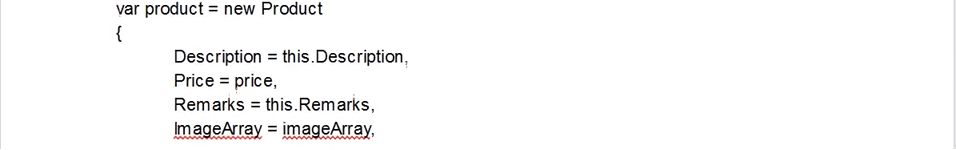 var product = new Product
{
Description = this.Description,
Price = price,
Remarks = this.Remarks,
ImageArray = imageArray,